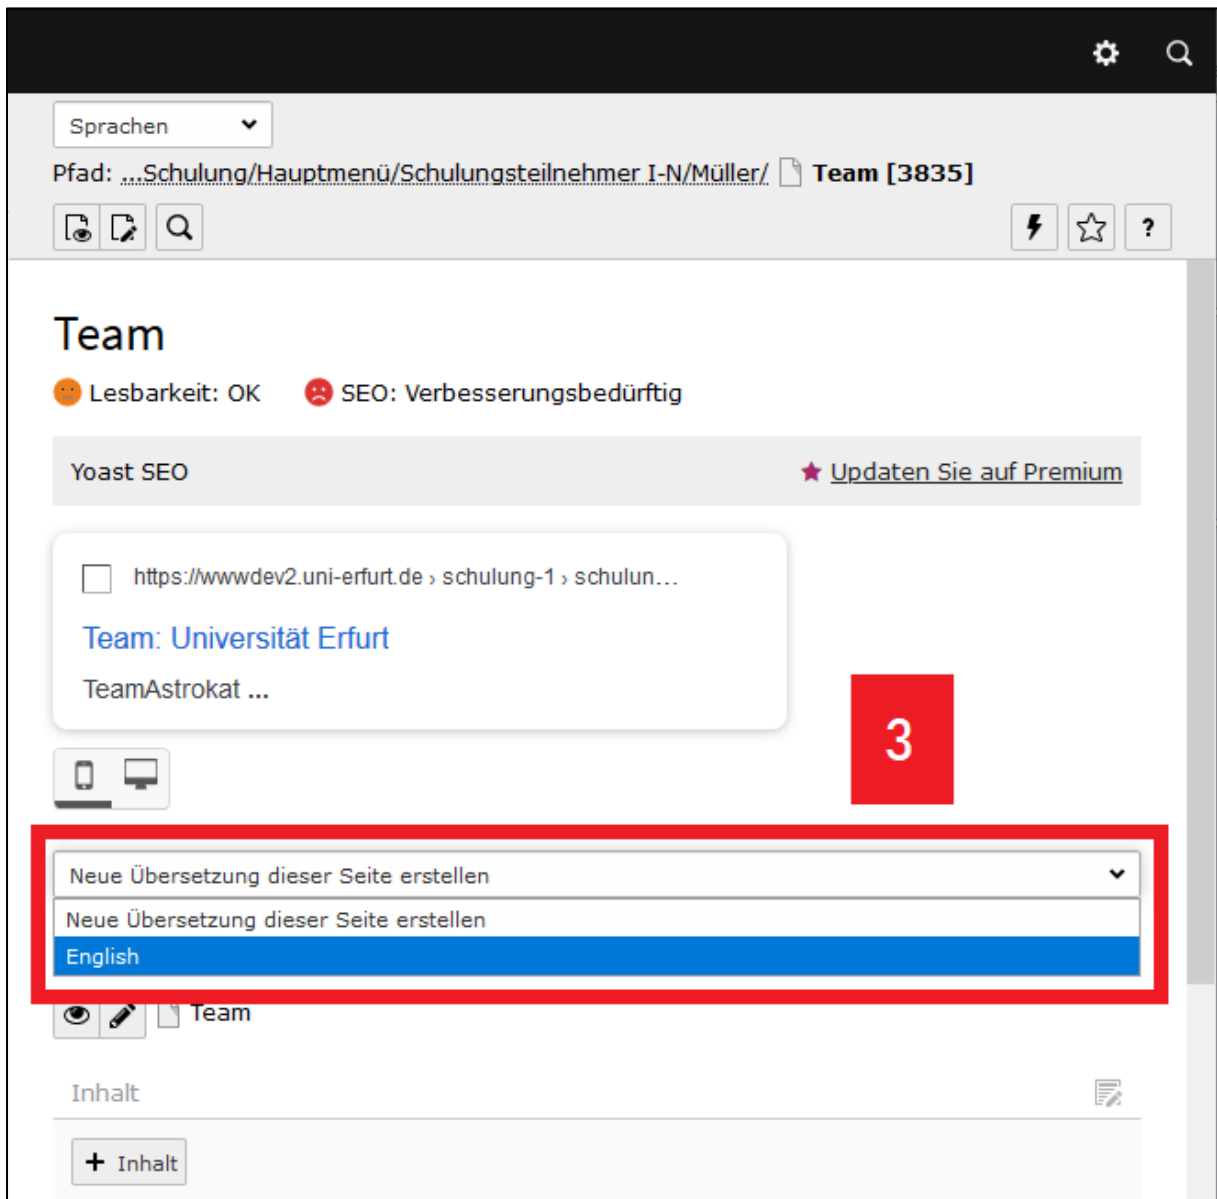 Sprachen
Pfad: ...Schulung/Hauptmenü/Schulungsteilnehmer I-N/Müller/ Team [3835]
?
Team
Lesbarkeit: OK SEO: Verbesserungsbedürftig
Yoast SEO Updaten Sie auf Premium
https://wwwdev2.uni-erfurt.de › schulung-1 › schulun...
Team: Universität Erfurt
TeamAstrokat ...
3
Neue Übersetzung dieser Seite erstellen
Neue Übersetzung dieser Seite erstellen
English
Team
Inhalt
+ Inhalt